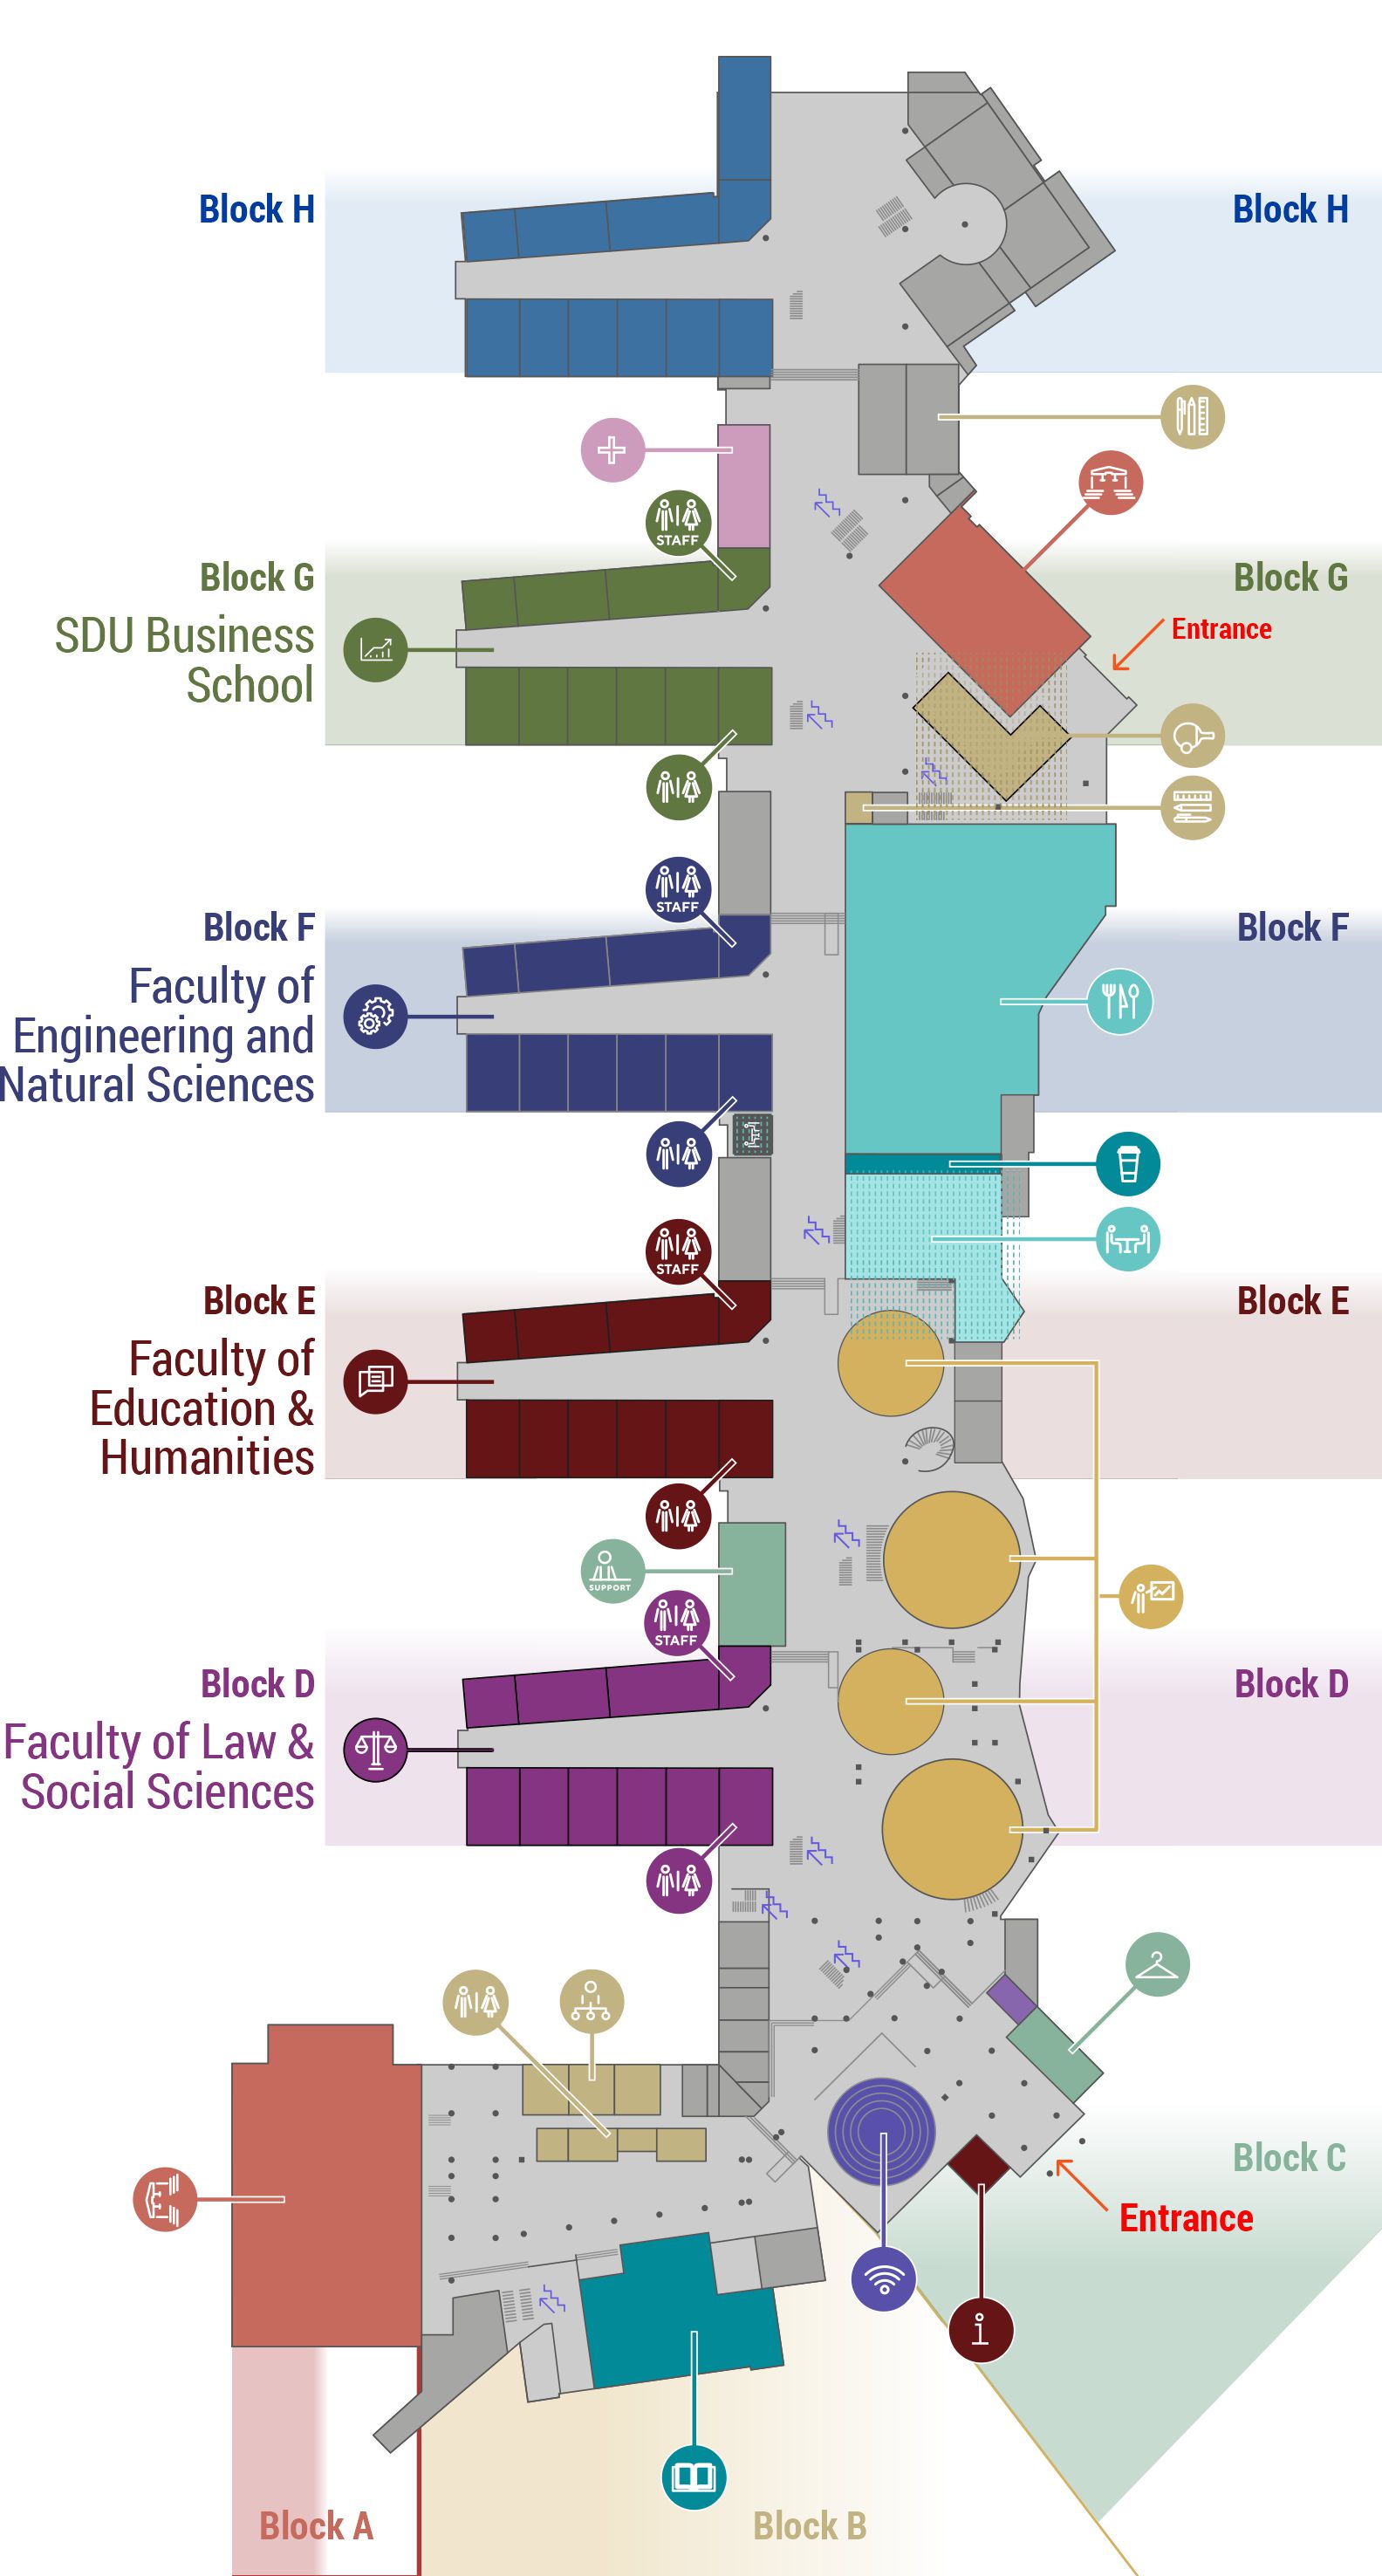 Block H
Block H
STAFF
Block G
Block G
SDU Business
School
Entrance
STAFF
Block F
Block F
Faculty of
Engineering and
Natural Sciences
STAFF
Block E
Block E
Faculty of
Education &
Humanities
SUPPORT
STAFF
Block D
Block D
Faculty of Law &
Social Sciences
Block C
Entrance
i
Block A
Block B